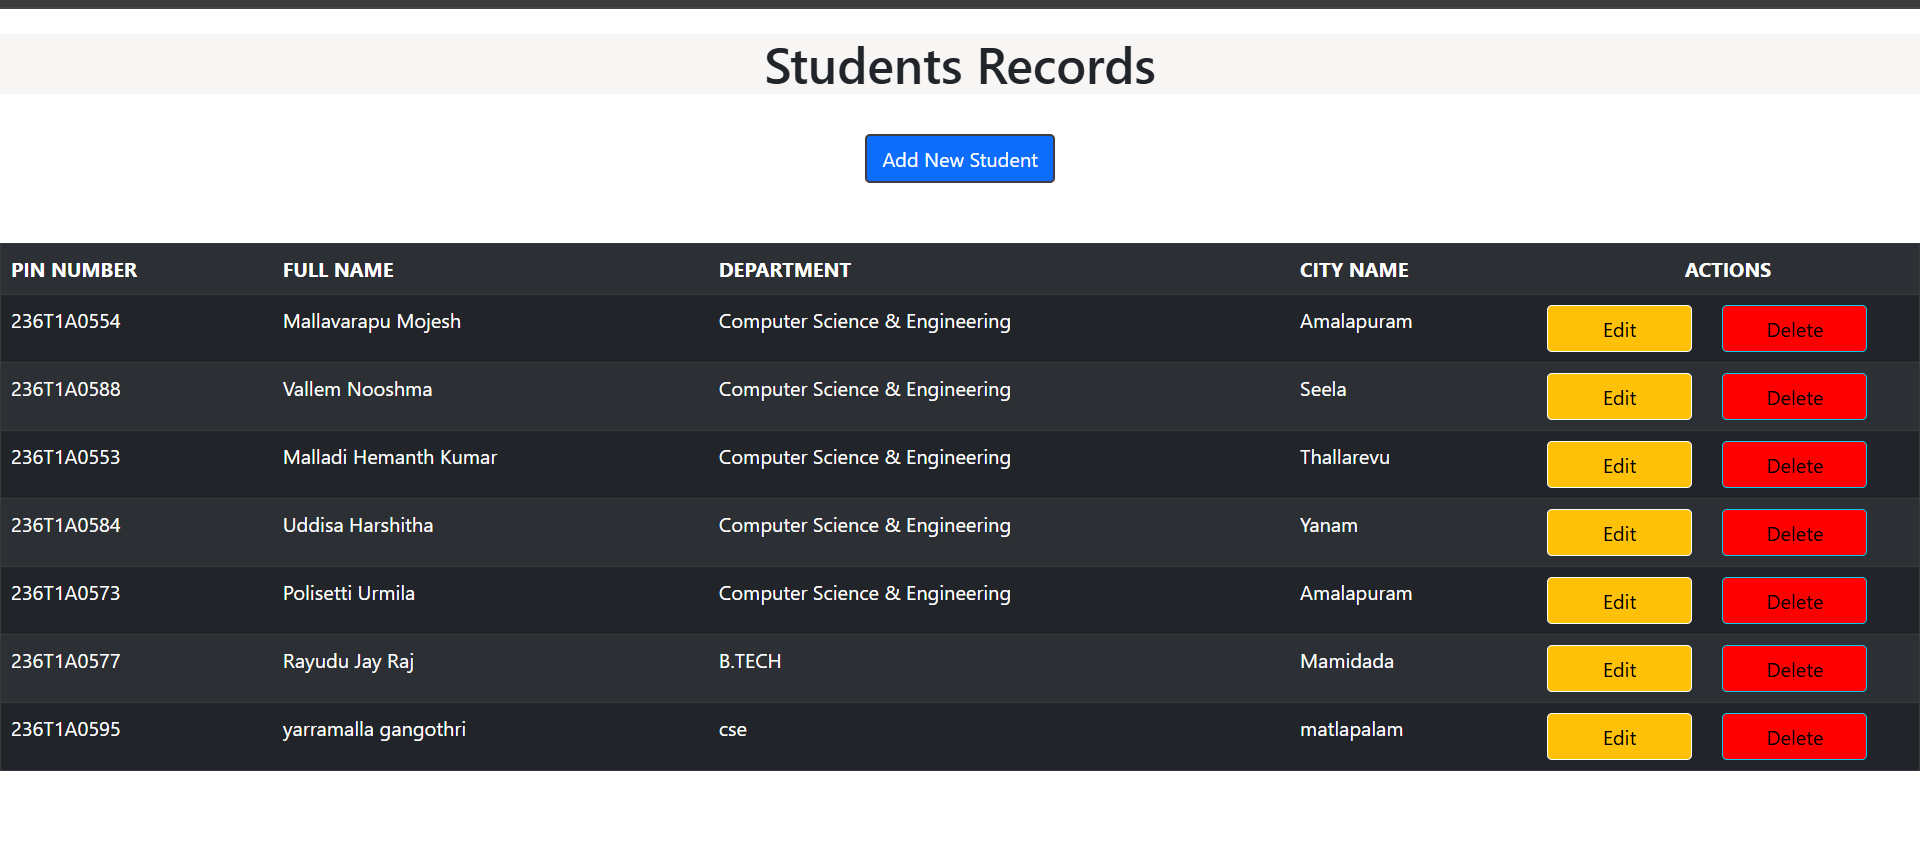 Students Records
Add New Student
PIN NUMBER FULL NAME DEPARTMENT CITY NAME ACTIONS
236T1A0554 Mallavarapu Mojesh Computer Science & Engineering Amalapuram Edit Delete
236T1A0588 Vallem Nooshma Computer Science & Engineering Seela Edit Delete
236T1A0553 Malladi Hemanth Kumar Computer Science & Engineering Thallarevu Edit Delete
236T1A0584 Uddisa Harshitha Computer Science & Engineering Yanam Edit Delete
236T1A0573 Polisetti Urmila Computer Science & Engineering Amalapuram Edit Delete
236T1A0577 Rayudu Jay Raj B.TECH Mamidada Edit Delete
236T1A0595 yarramalla gangothri cse matlapalam Edit Delete